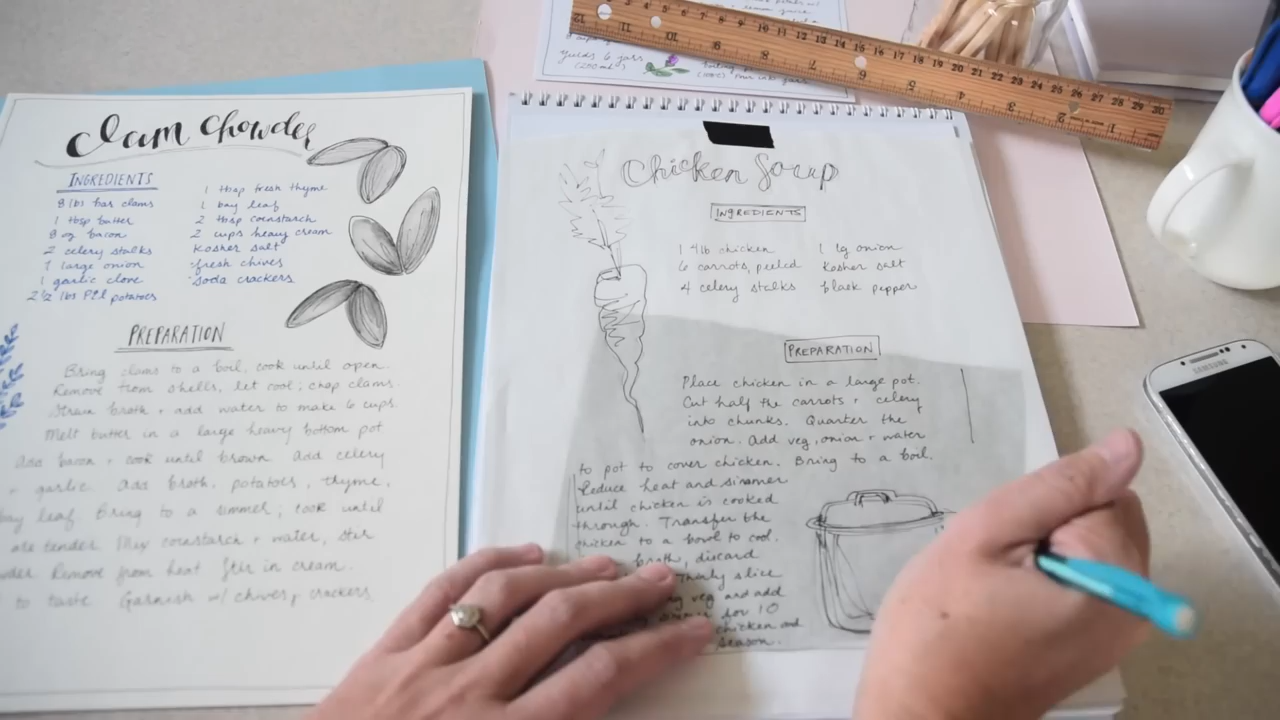 Clam Chowder
INGREDIENTS
8 lbs bar clams
1 tbsp butter
8 oz bacon
2 celery stalks
1 large onion
1 garlic clove
2 1/2 lbs P.E.I potatoes
1 tbsp fresh thyme
1 bay leaf
2 tbsp cornstarch
2 cups heavy cream
Kosher salt
fresh chives
Soda crackers
PREPARATION
Bring clams to a boil, cook until open.
Remove from shells, let cool; chop clams.
Strain broth + add water to make 6 cups.
Melt butter in a large heavy bottom pot
Add bacon + cook until brown. Add celery
+ garlic. Add broth, potatoes, thyme,
bay leaf. Bring to a simmer; cook until
are tender. Mix cornstarch + water, stir
Remove from heat. Stir in cream.
to taste. Garnish w/ chives, crackers
Yields 6 jars
(250mL)
Chicken Soup
INGREDIENTS
1 4lb chicken
6 carrots, peeled
4 celery stalks
1 lg onion
Kosher salt
black pepper
PREPARATION
Place chicken in a large pot.
Cut half the carrots + celery
into chunks. Quarter the
onion. Add veg, onion + water
to pot to cover chicken. Bring to a boil.
Reduce heat and simmer
until chicken is cooked
through. Transfer the
chicken to a bowl to cool.
broth, discard
Thinly slice
veg and add
for 10
chicken and
season.
SAMSUNG